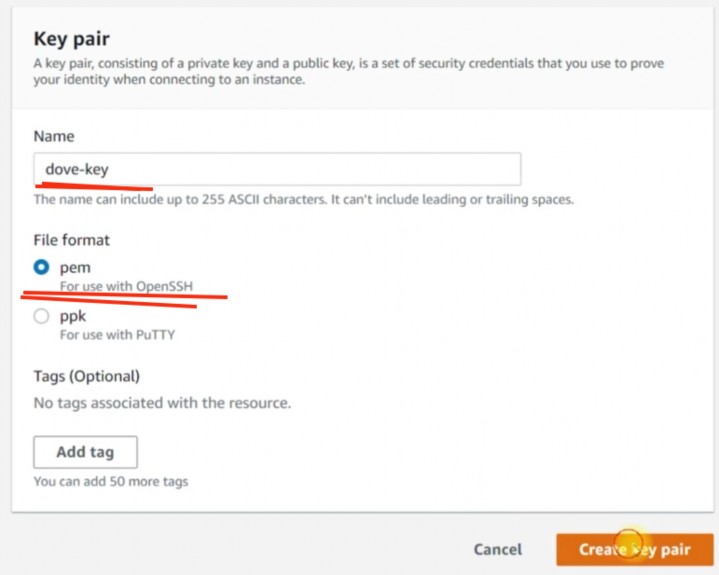 Key pair
A key pair, consisting of a private key and a public key, is a set of security credentials that you use to prove
your identity when connecting to an instance.
Name
dove-key
The name can include up to 255 ASCII characters. It can't include leading or trailing spaces.
File format
pem
For use with OpenSSH
ppk
For use with PuTTY
Tags (Optional)
No tags associated with the resource.
Add tag
You can add 50 more tags
Cancel
Create key pair